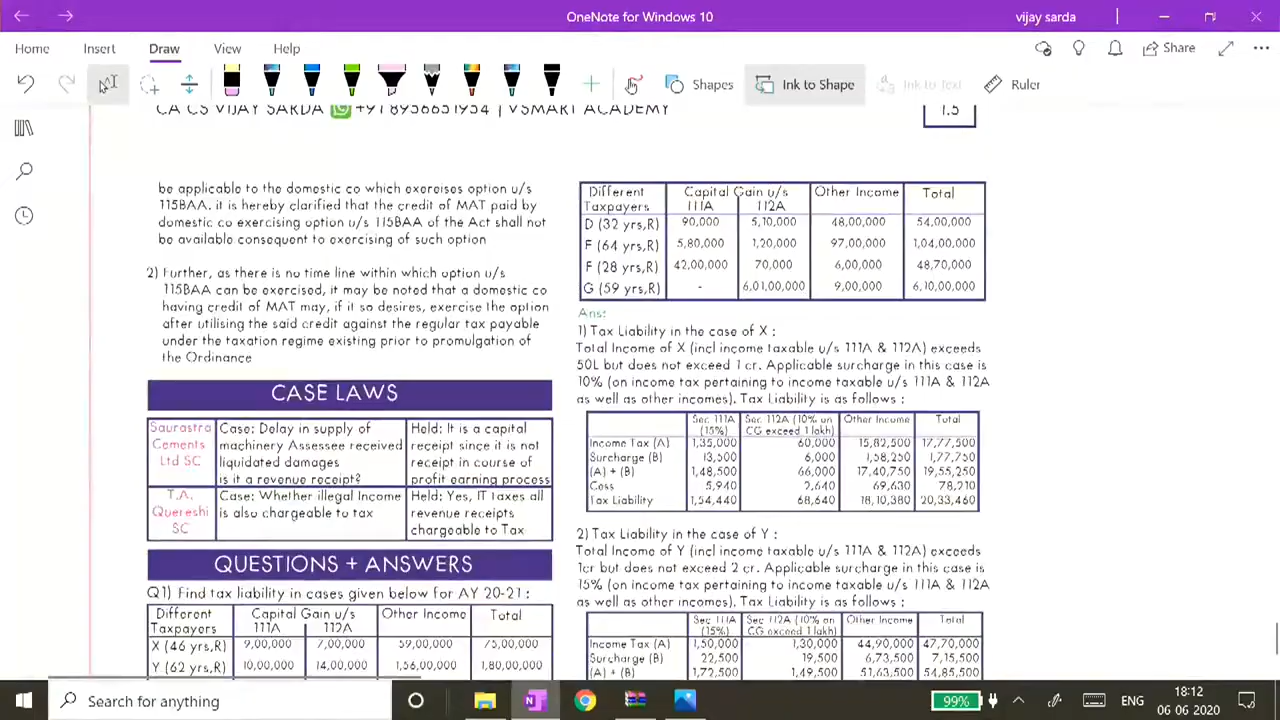 OneNote for Windows 10
vijay sarda
Home
Insert
Draw
View
Help
Share
Shapes
Ink to Shape
Ink to Text
Ruler
CA CS VIJAY SARDA +91 8956651954 | VSMART ACADEMY
1.5
be applicable to the domestic co which exercises option u/s
115BAA. it is hereby clarified that the credit of MAT paid by
domestic co exercising option u/s 115BAA of the Act shall not
be available consequent to exercising of such option
2) Further, as there is no time line within which option u/s
115BAA can be exercised, it may be noted that a domestic co
having credit of MAT may, if it so desires, exercise the option
after utilising the said credit against the regular tax payable
under the taxation regime existing prior to promulgation of
the Ordinance
CASE LAWS
Saurastra Cements Ltd SC
Case: Delay in supply of
machinery Assessee received
liquidated damages
is it a revenue receipt?
Held: It is a capital
receipt since it is not
receipt in course of
profit earning process
T.A. Quereshi SC
Case: Whether illegal Income
is also chargeable to tax
Held: Yes, IT taxes all
revenue receipts
chargeable to Tax
QUESTIONS + ANSWERS
Q1) Find tax liability in cases given below for AY 20-21 :
Different Taxpayers Capital Gain u/s Other Income Total
111A 112A
X (46 yrs,R) 9,00,000 7,00,000 59,00,000 75,00,000
Y (62 yrs,R) 10,00,000 14,00,000 1,56,00,000 1,80,00,000
Different Taxpayers Capital Gain u/s Other Income Total
111A 112A
D (32 yrs,R) 90,000 5,10,000 48,00,000 54,00,000
F (64 yrs,R) 5,80,000 1,20,000 97,00,000 1,04,00,000
F (28 yrs,R) 42,00,000 70,000 6,00,000 48,70,000
G (59 yrs,R) - 6,01,00,000 9,00,000 6,10,00,000
Ans:
1) Tax Liability in the case of X :
Total Income of X (incl income taxable u/s 111A & 112A) exceeds
50L but does not exceed 1 cr. Applicable surcharge in this case is
10% (on income tax pertaining to income taxable u/s 111A & 112A
as well as other incomes). Tax Liability is as follows :
Sec 111A (15%) Sec 112A (10% on CG exceed 1 lakh) Other Income Total
Income Tax (A) 1,35,000 60,000 15,82,500 17,77,500
Surcharge (B) 13,500 6,000 1,58,250 1,77,750
(A) + (B) 1,48,500 66,000 17,40,750 19,55,250
Cess 5,940 2,640 69,630 78,210
Tax Liability 1,54,440 68,640 18,10,380 20,33,460
2) Tax Liability in the case of Y :
Total Income of Y (incl income taxable u/s 111A & 112A) exceeds
1cr but does not exceed 2 cr. Applicable surcharge in this case is
15% (on income tax pertaining to income taxable u/s 111A & 112A
as well as other incomes). Tax Liability is as follows :
Sec 111A (15%) Sec 112A (10% on CG exceed 1 lakh) Other Income Total
Income Tax (A) 1,50,000 1,30,000 44,90,000 47,70,000
Surcharge (B) 22,500 19,500 6,73,500 7,15,500
(A) + (B) 1,72,500 1,49,500 51,63,500 54,85,500
Search for anything
99%
ENG
18:12
06-06-2020